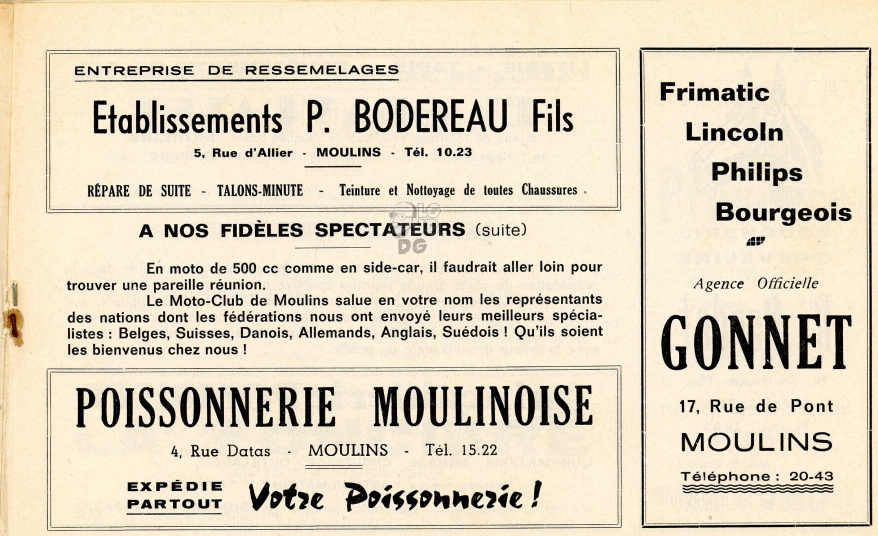 ENTREPRISE DE RESSEMELAGES
Etablissements P. BODEREAU Fils
5, Rue d'Allier - MOULINS - Tél. 10.23
RÉPARE DE SUITE - TALONS-MINUTE - Teinture et Nottoyage de toutes Chaussures .
A NOS FIDÈLES SPECTATEURS (suite)
En moto de 500 cc comme en side-car, il faudrait aller loin pour
trouver une pareille réunion.
Le Moto-Club de Moulins salue en votre nom les représentants
des nations dont les fédérations nous ont envoyé leurs meilleurs spécia-
listes : Belges, Suisses, Danois, Allemands, Anglais, Suédois ! Qu'ils soient
les bienvenus chez nous !
POISSONNERIE MOULINOISE
4, Rue Datas - MOULINS - Tél. 15.22
EXPÉDIE
PARTOUT
Votre Poissonnerie !
Frimatic
Lincoln
Philips
Bourgeois
Agence Officielle
GONNET
17, Rue de Pont
MOULINS
Téléphone : 20-43
LOLO
DG